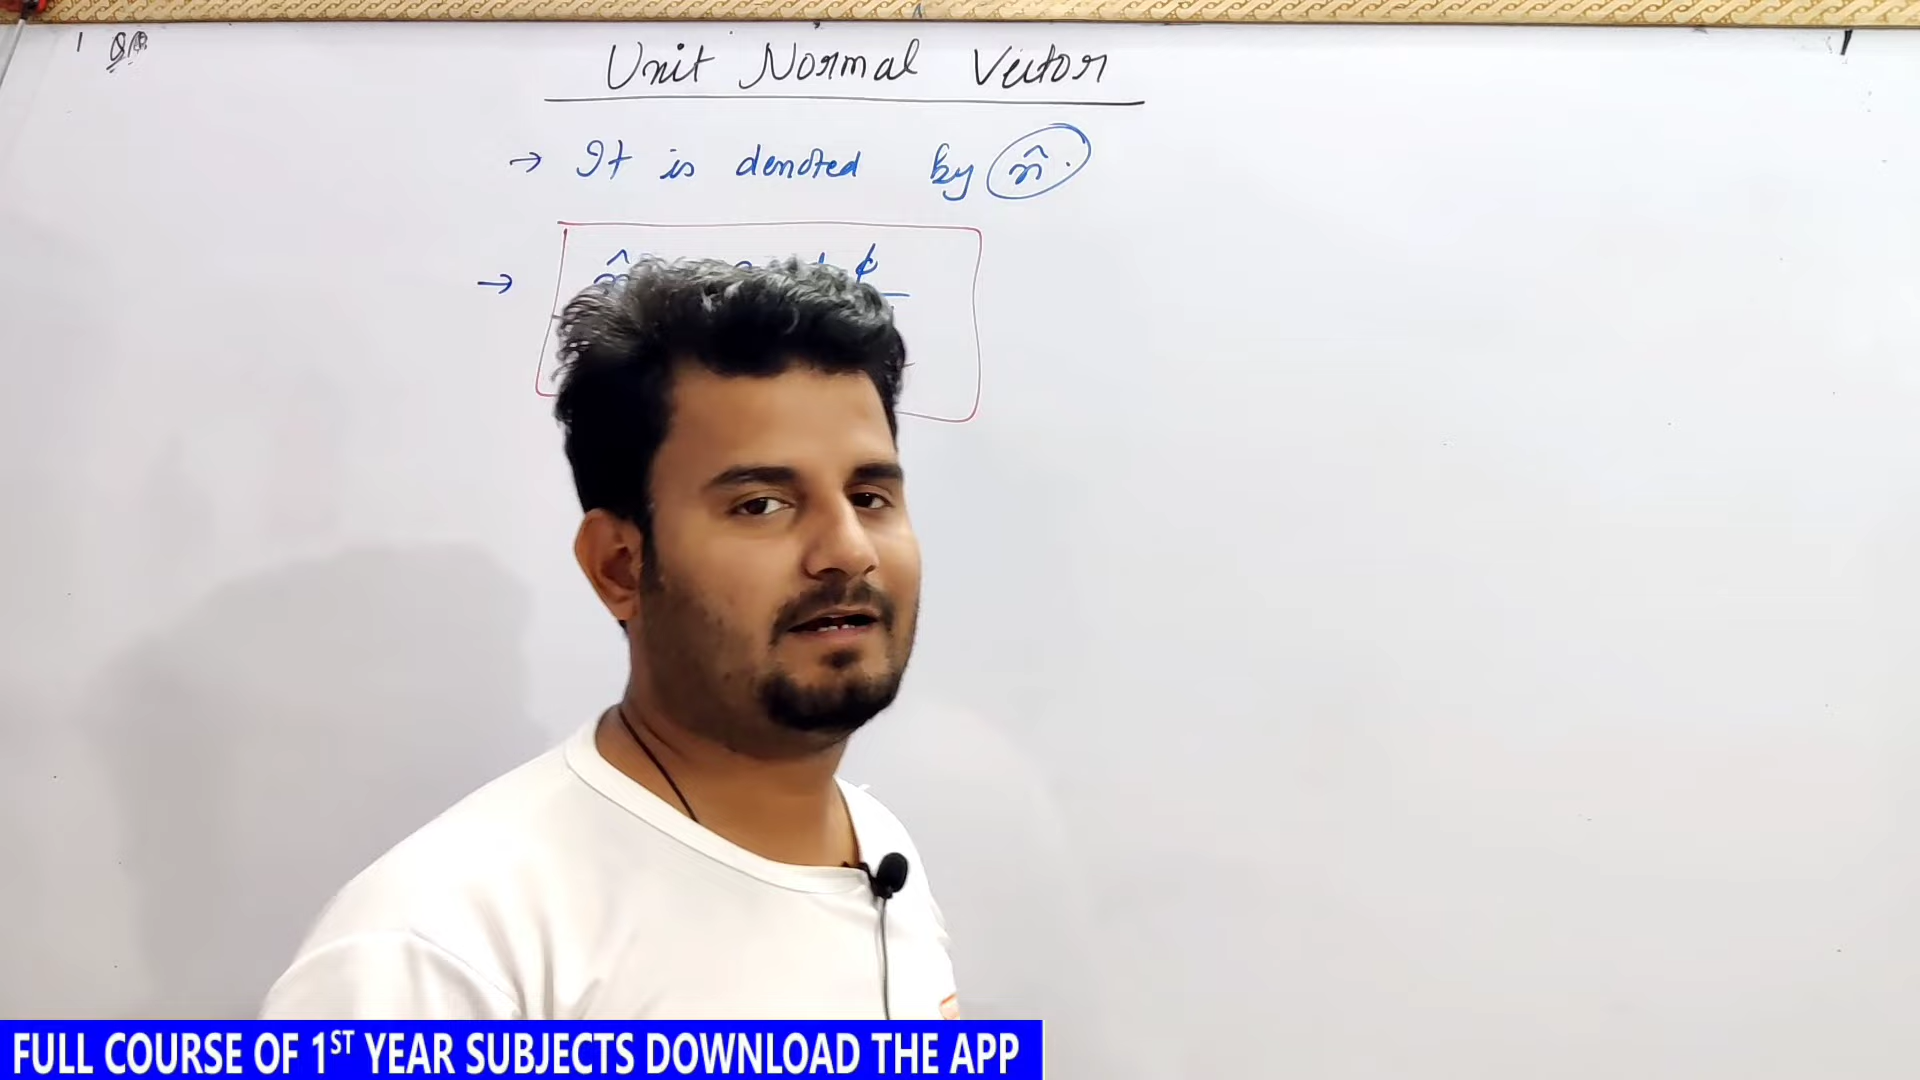 Unit Normal Vector
→ It is denoted by n̂.
→
FULL COURSE OF 1ST YEAR SUBJECTS DOWNLOAD THE APP